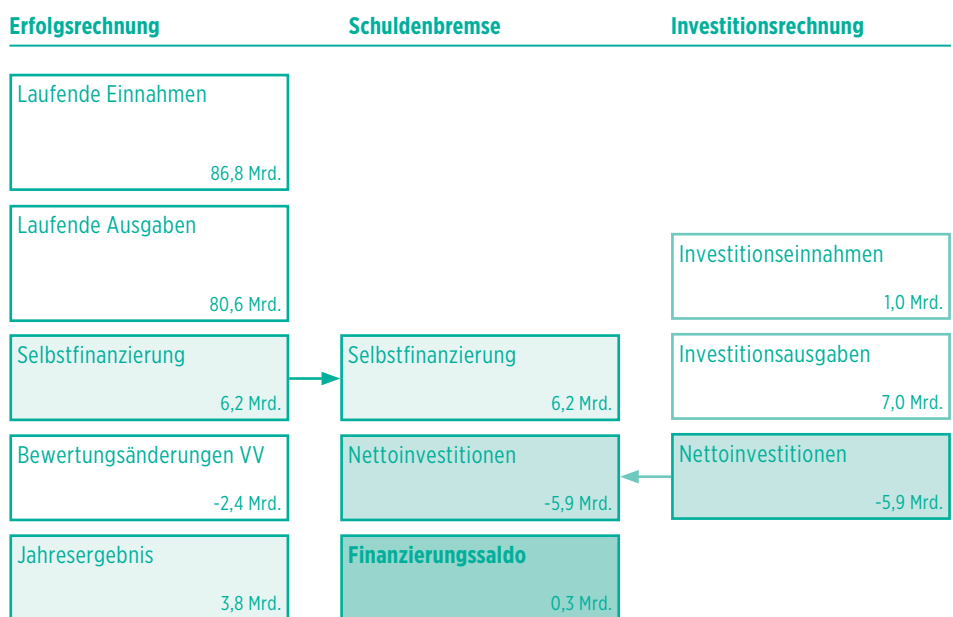 Erfolgsrechnung
Schuldenbremse
Investitionsrechnung
Laufende Einnahmen
86,8 Mrd.
Laufende Ausgaben
80,6 Mrd.
Investitionseinnahmen
1,0 Mrd.
Selbstfinanzierung
6,2 Mrd.
Selbstfinanzierung
6,2 Mrd.
Investitionsausgaben
7,0 Mrd.
Bewertungsänderungen VV
-2,4 Mrd.
Nettoinvestitionen
-5,9 Mrd.
Nettoinvestitionen
-5,9 Mrd.
Jahresergebnis
3,8 Mrd.
Finanzierungssaldo
0,3 Mrd.